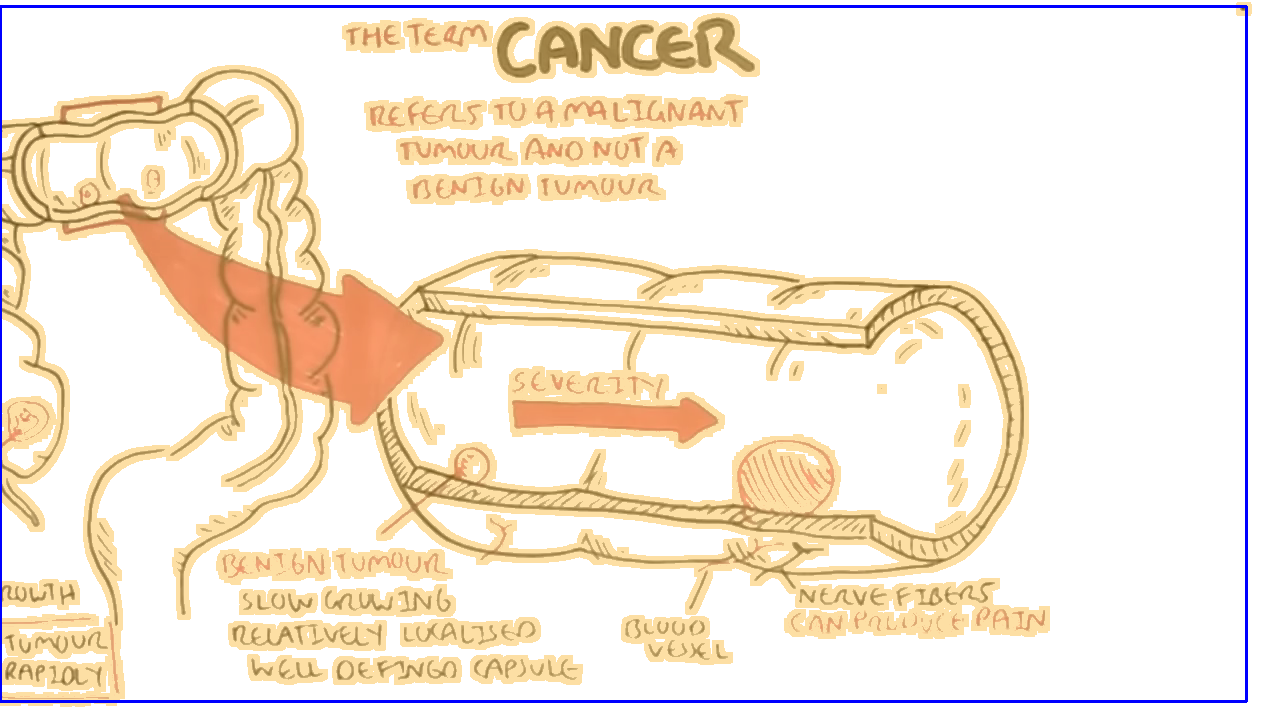 THE TERM CANCER
REFERS TO A MALIGNANT
TUMOUR AND NOT A
BENIGN TUMOUR
SEVERITY
BENIGN TUMOUR
SLOW GROWING
RELATIVELY LOCALISED
WELL DEFINGD CAPSULE
BLOOD
VESSEL
NERVE FIBERS
CAN PRODUCE PAIN
ROWTH
TUMOUR
RAPIDLY